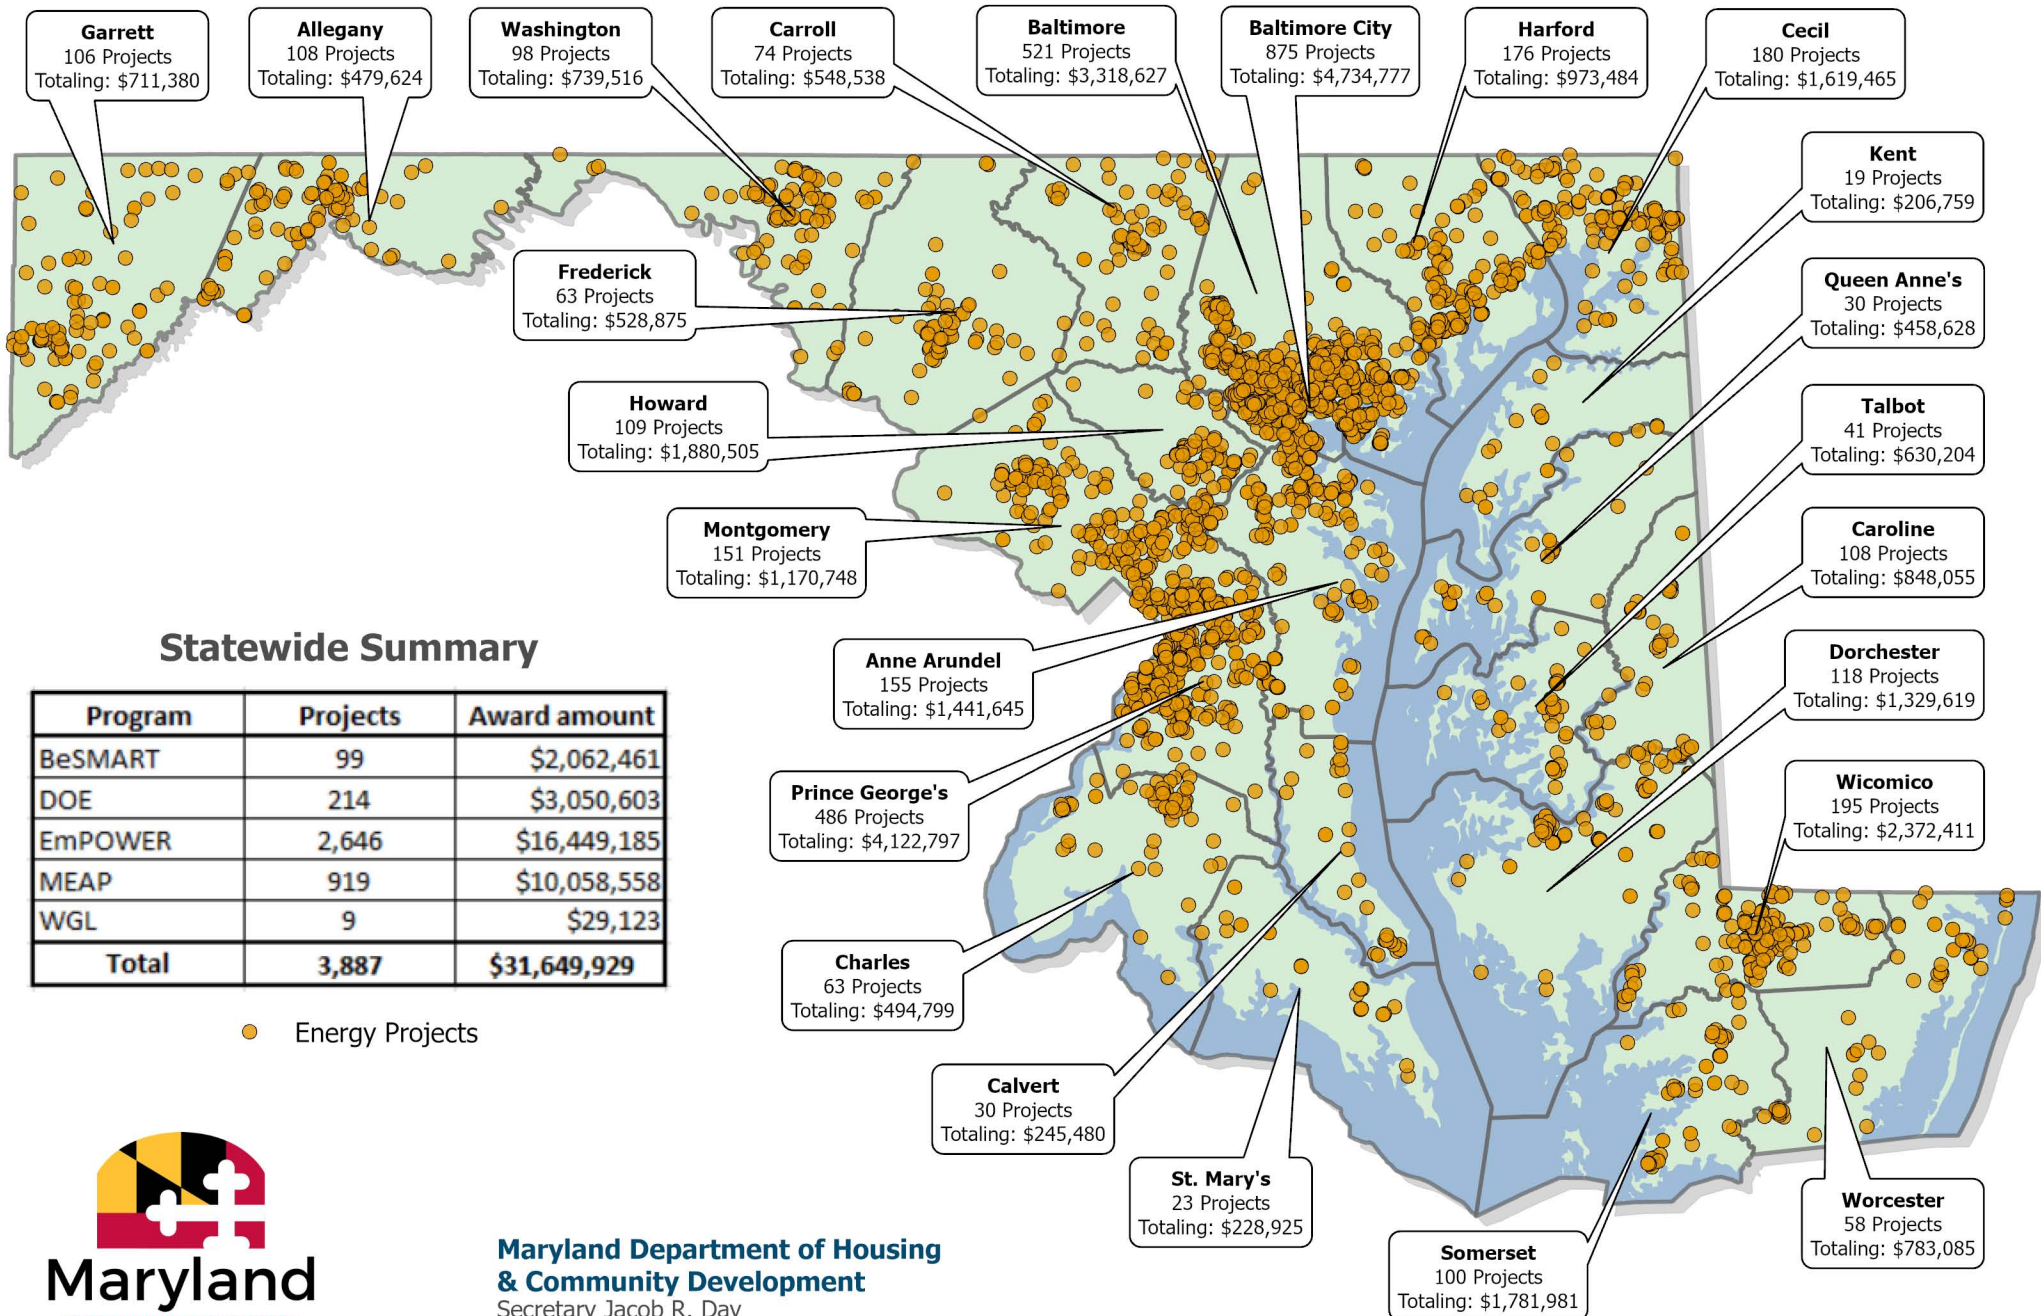 Garrett
106 Projects
Totaling: $711,380
Allegany
108 Projects
Totaling: $479,624
Washington
98 Projects
Totaling: $739,516
Carroll
74 Projects
Totaling: $548,538
Baltimore
521 Projects
Totaling: $3,318,627
Baltimore City
875 Projects
Totaling: $4,734,777
Harford
176 Projects
Totaling: $973,484
Cecil
180 Projects
Totaling: $1,619,465
Kent
19 Projects
Totaling: $206,759
Frederick
63 Projects
Totaling: $528,875
Queen Anne's
30 Projects
Totaling: $458,628
Howard
109 Projects
Totaling: $1,880,505
Talbot
41 Projects
Totaling: $630,204
Montgomery
151 Projects
Totaling: $1,170,748
Caroline
108 Projects
Totaling: $848,055
Anne Arundel
155 Projects
Totaling: $1,441,645
Dorchester
118 Projects
Totaling: $1,329,619
Prince George's
486 Projects
Totaling: $4,122,797
Wicomico
195 Projects
Totaling: $2,372,411
Charles
63 Projects
Totaling: $494,799
Calvert
30 Projects
Totaling: $245,480
St. Mary's
23 Projects
Totaling: $228,925
Somerset
100 Projects
Totaling: $1,781,981
Worcester
58 Projects
Totaling: $783,085
Statewide Summary
Program Projects Award amount
BeSMART 99 $2,062,461
DOE 214 $3,050,603
EmPOWER 2,646 $16,449,185
MEAP 919 $10,058,558
WGL 9 $29,123
Total 3,887 $31,649,929
Energy Projects
Maryland
Maryland Department of Housing
& Community Development
Secretary Jacob R. Day